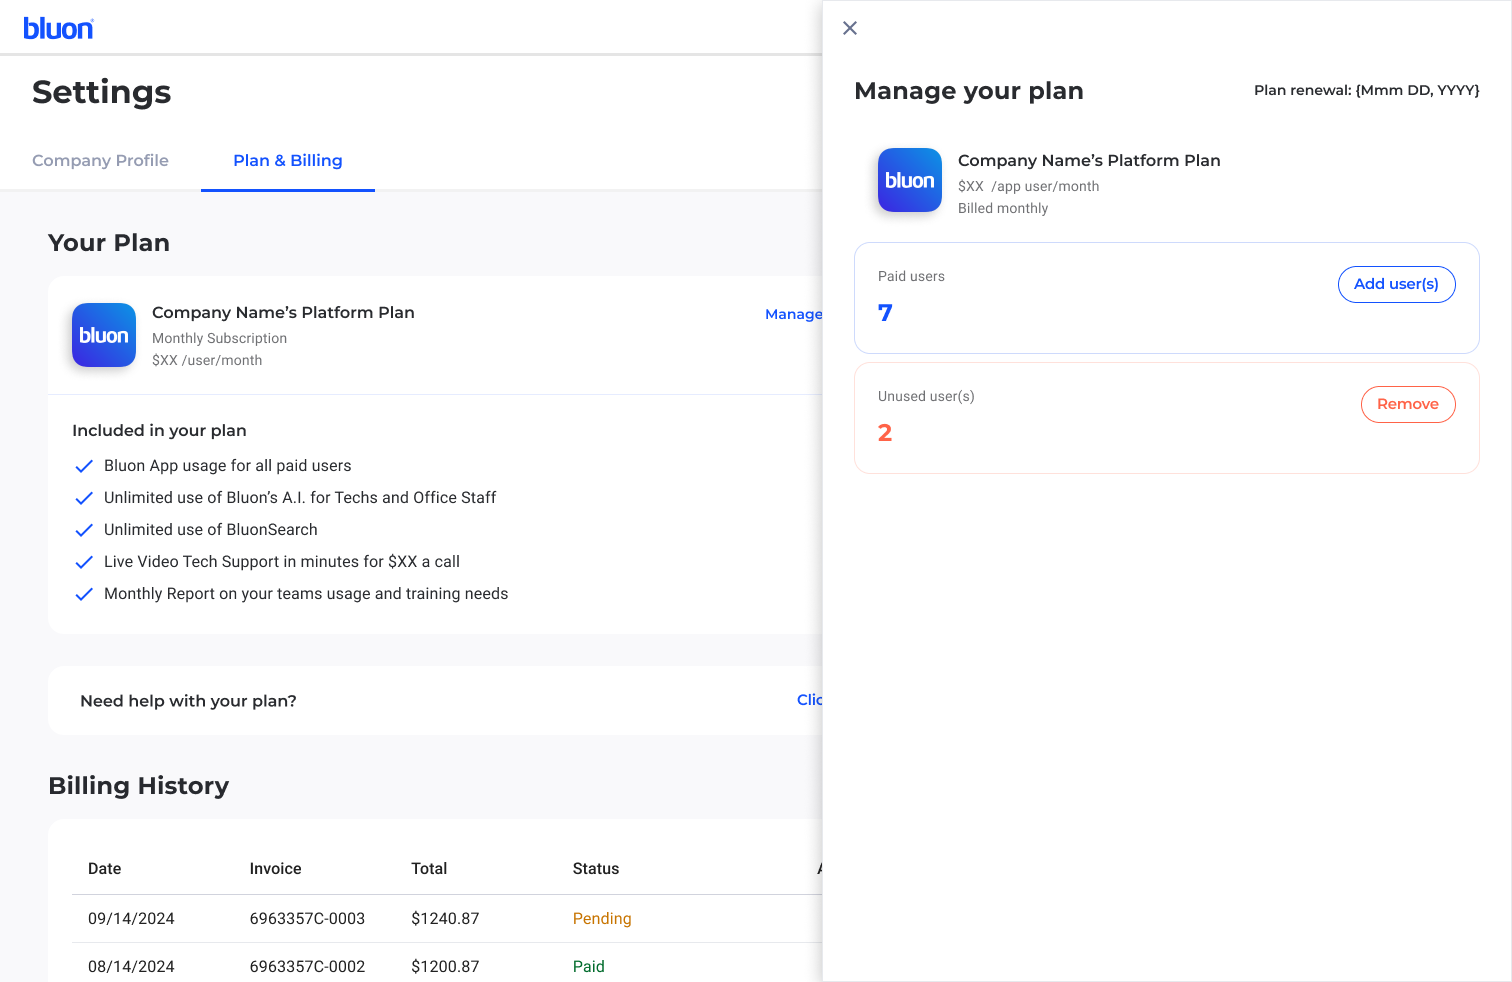 bluon
Settings
Company Profile
Plan & Billing
Your Plan
bluon
Company Name’s Platform Plan
Monthly Subscription
$XX /user/month
Manage
Included in your plan
Bluon App usage for all paid users
Unlimited use of Bluon’s A.I. for Techs and Office Staff
Unlimited use of BluonSearch
Live Video Tech Support in minutes for $XX a call
Monthly Report on your teams usage and training needs
Need help with your plan?
Billing History
Date Invoice Total Status
09/14/2024 6963357C-0003 $1240.87 Pending
08/14/2024 6963357C-0002 $1200.87 Paid
Manage your plan
Plan renewal: {Mmm DD, YYYY}
bluon
Company Name’s Platform Plan
$XX /app user/month
Billed monthly
Paid users
7
Add user(s)
Unused user(s)
2
Remove